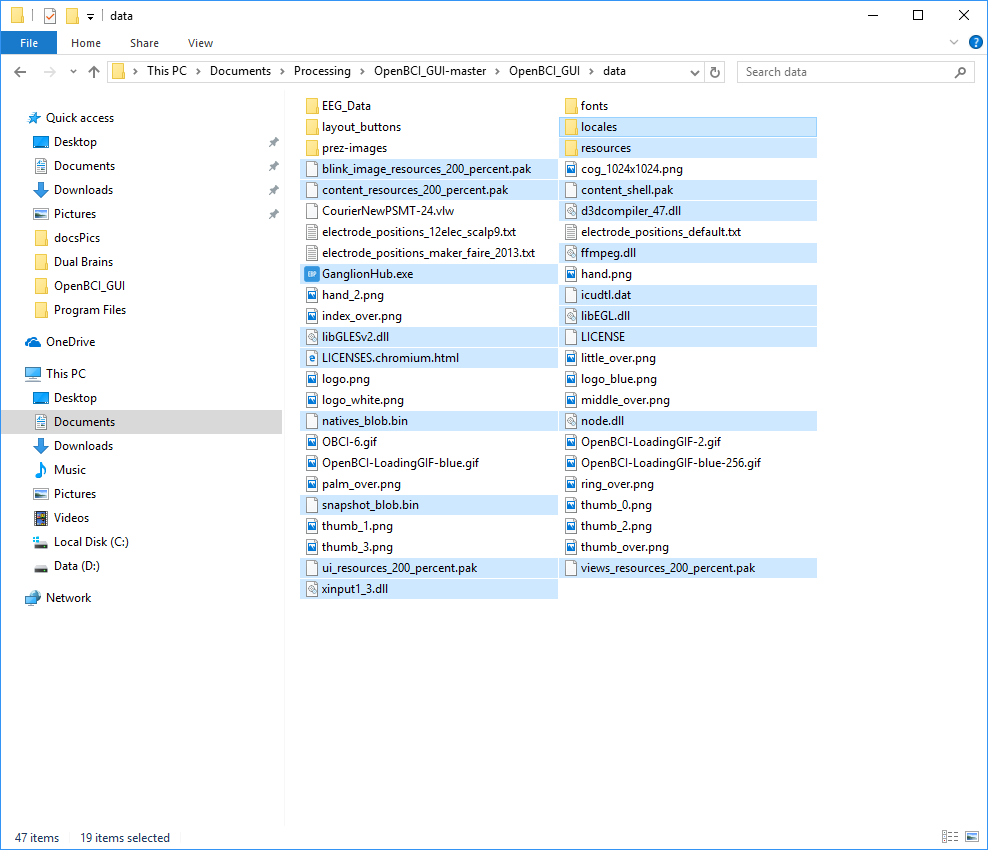 data
File Home Share View
This PC Documents Processing OpenBCI_GUI-master OpenBCI_GUI data
Search data
Quick access
Desktop
Documents
Downloads
Pictures
docsPics
Dual Brains
OpenBCI_GUI
Program Files
OneDrive
This PC
Desktop
Documents
Downloads
Music
Pictures
Videos
Local Disk (C:)
Data (D:)
Network
EEG_Data fonts
layout_buttons locales
prez-images resources
blink_image_resources_200_percent.pak cog_1024x1024.png
content_resources_200_percent.pak content_shell.pak
CourierNewPSMT-24.vlw d3dcompiler_47.dll
electrode_positions_12elec_scalp9.txt electrode_positions_default.txt
electrode_positions_maker_faire_2013.txt ffmpeg.dll
GanglionHub.exe hand.png
hand_2.png icudtl.dat
index_over.png libEGL.dll
libGLESv2.dll LICENSE
LICENSES.chromium.html little_over.png
logo.png logo_blue.png
logo_white.png middle_over.png
natives_blob.bin node.dll
OBCI-6.gif OpenBCI-LoadingGIF-2.gif
OpenBCI-LoadingGIF-blue.gif OpenBCI-LoadingGIF-blue-256.gif
palm_over.png ring_over.png
snapshot_blob.bin thumb_0.png
thumb_1.png thumb_2.png
thumb_3.png thumb_over.png
ui_resources_200_percent.pak views_resources_200_percent.pak
xinput1_3.dll
47 items 19 items selected